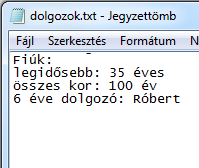 dolgozok.txt - Jegyzettömb
Fájl Szerkesztés Formátum N
Fiúk:
legidősebb: 35 éves
összes kor: 100 év
6 éve dolgozó: Róbert